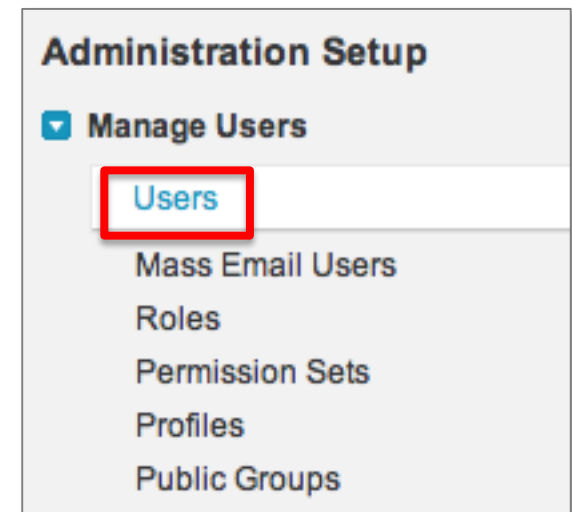 Administration Setup
Manage Users
Users
Mass Email Users
Roles
Permission Sets
Profiles
Public Groups